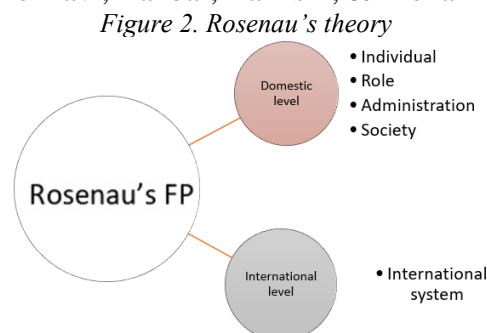 Figure 2. Rosenau's theory
Domestic
level
• Individual
• Role
• Administration
• Society
Rosenau's FP
International
level
• International
system